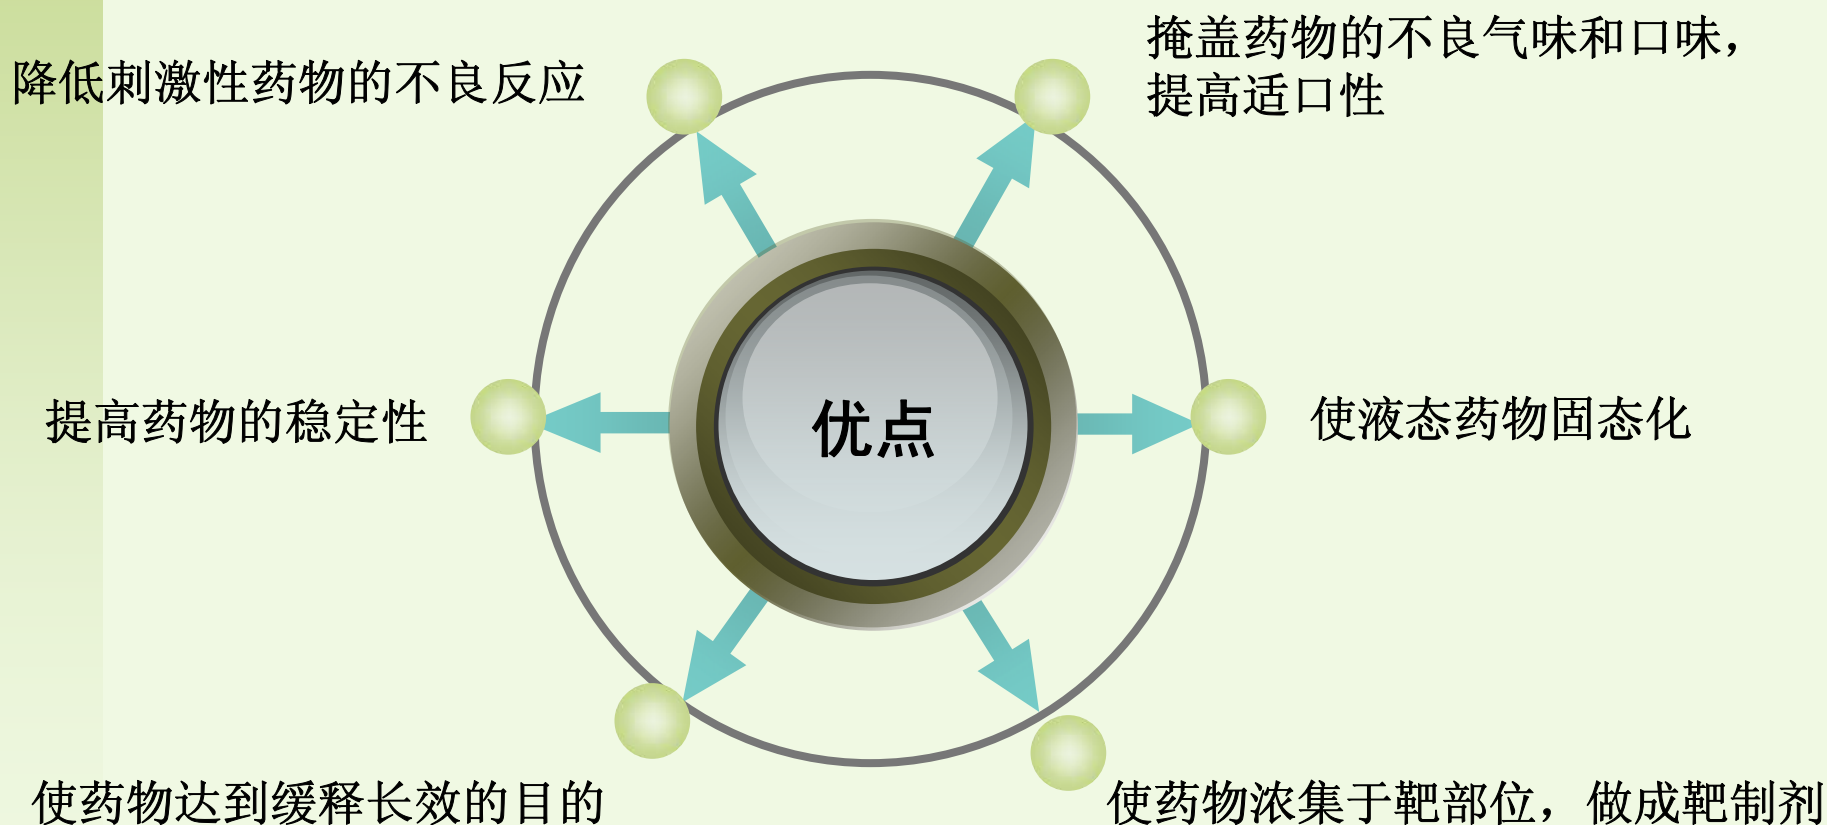 降低刺激性药物的不良反应
掩盖药物的不良气味和口味，
提高适口性
提高药物的稳定性
优点
使液态药物固态化
使药物达到缓释长效的目的
使药物浓集于靶部位，做成靶制剂